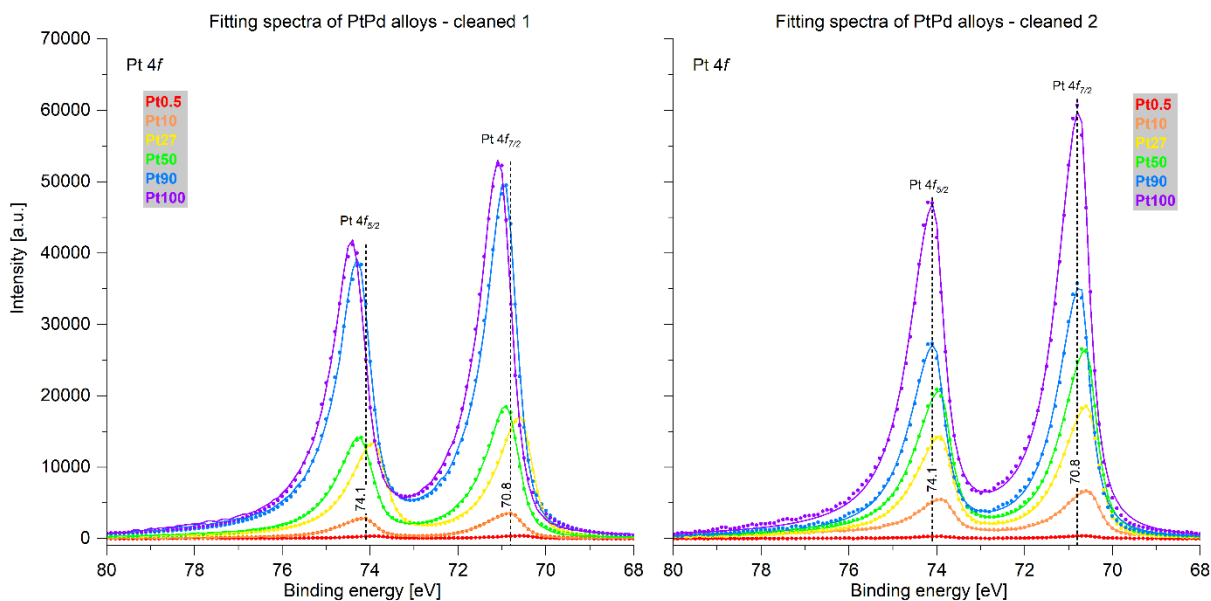 Fitting spectra of PtPd alloys - cleaned 1
Intensity [a.u.]
70000
60000
50000
40000
30000
20000
10000
0
Pt 4f
Pt0.5
Pt10
Pt27
Pt50
Pt90
Pt100
Pt 4f5/2
Pt 4f7/2
74.1
70.8
80 78 76 74 72 70 68
Binding energy [eV]
Fitting spectra of PtPd alloys - cleaned 2
Pt 4f
Pt 4f5/2
Pt 4f7/2
Pt0.5
Pt10
Pt27
Pt50
Pt90
Pt100
74.1
70.8
80 78 76 74 72 70 68
Binding energy [eV]